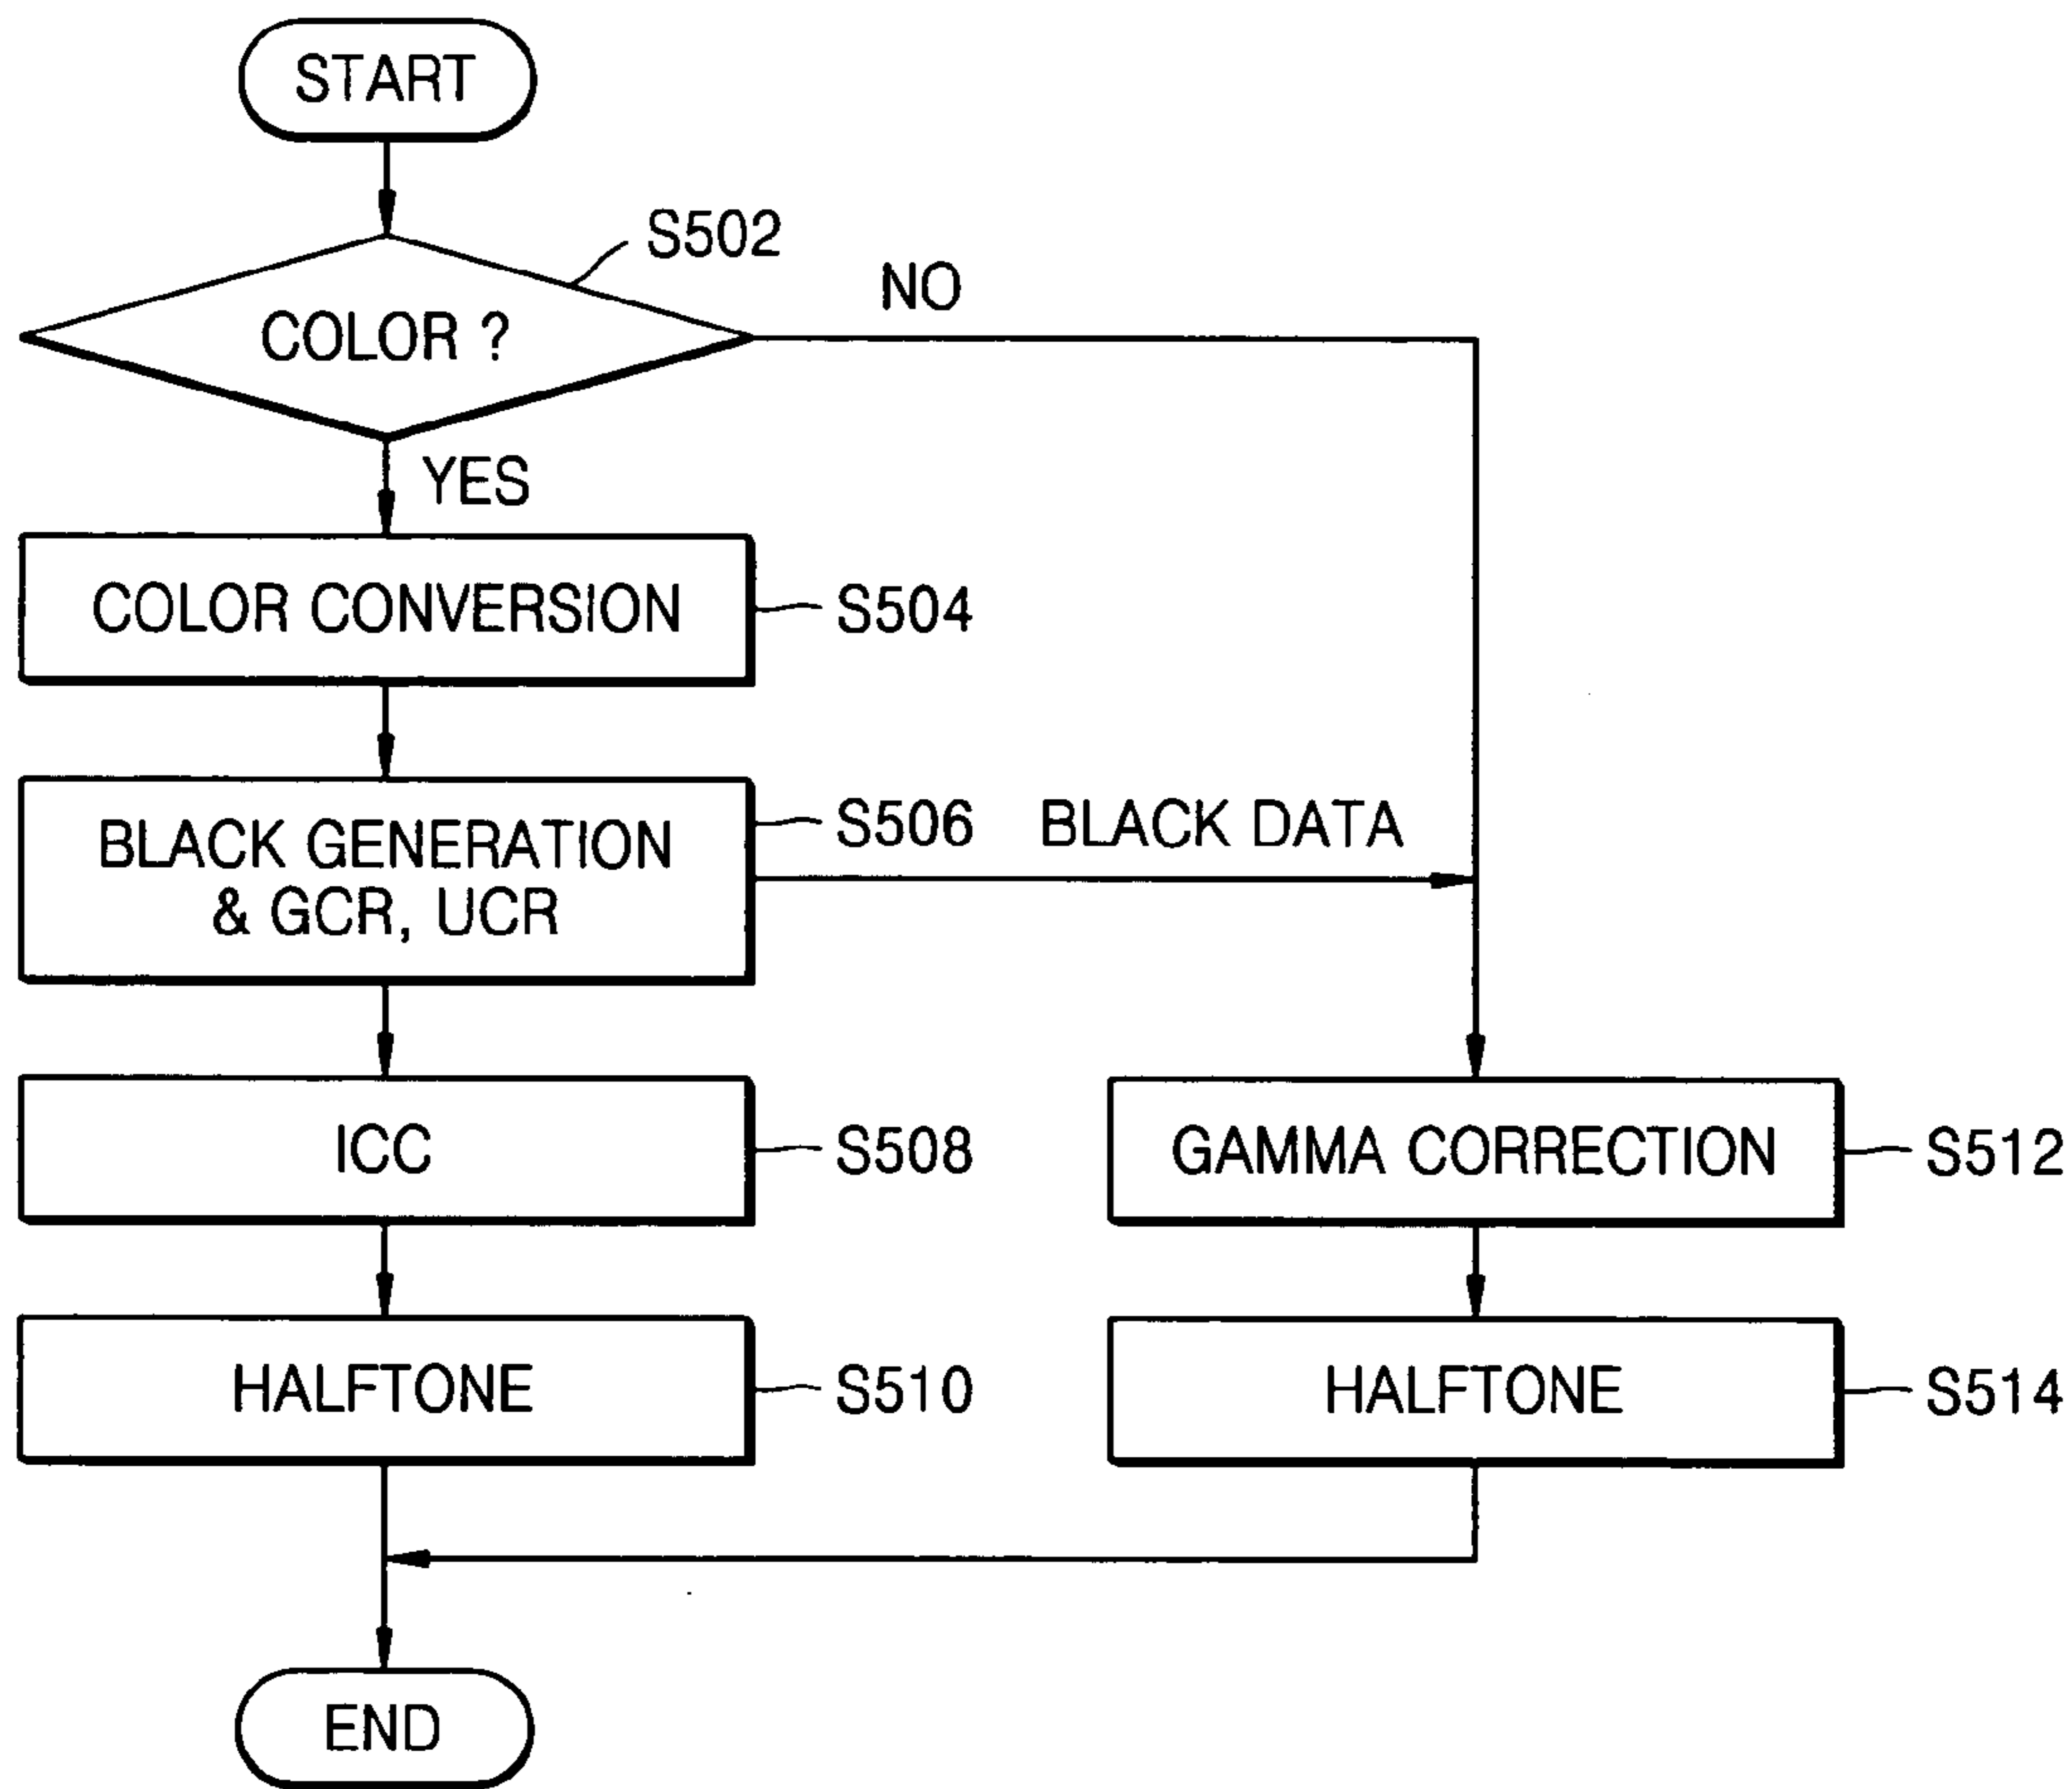 START
S502
NO
COLOR ?
YES
COLOR CONVERSION
S504
BLACK GENERATION
& GCR, UCR
S506
BLACK DATA
ICC
S508
GAMMA CORRECTION
S512
HALFTONE
S510
HALFTONE
S514
END